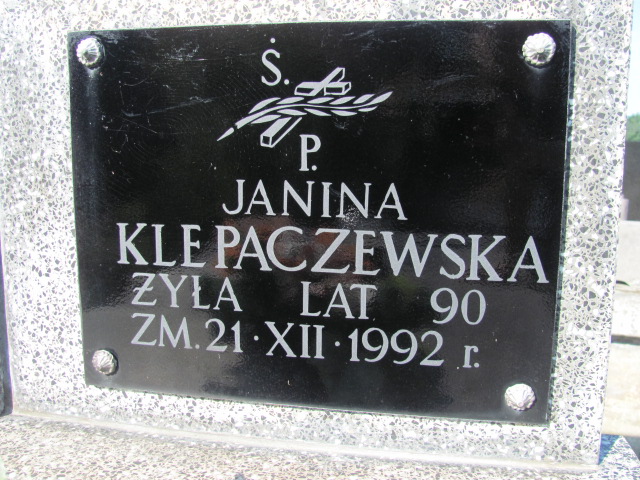 Ś.
P.
JANINA
KLEPACZEWSKA
ŻYŁA LAT 90
ZM. 21·XII·1992 r.